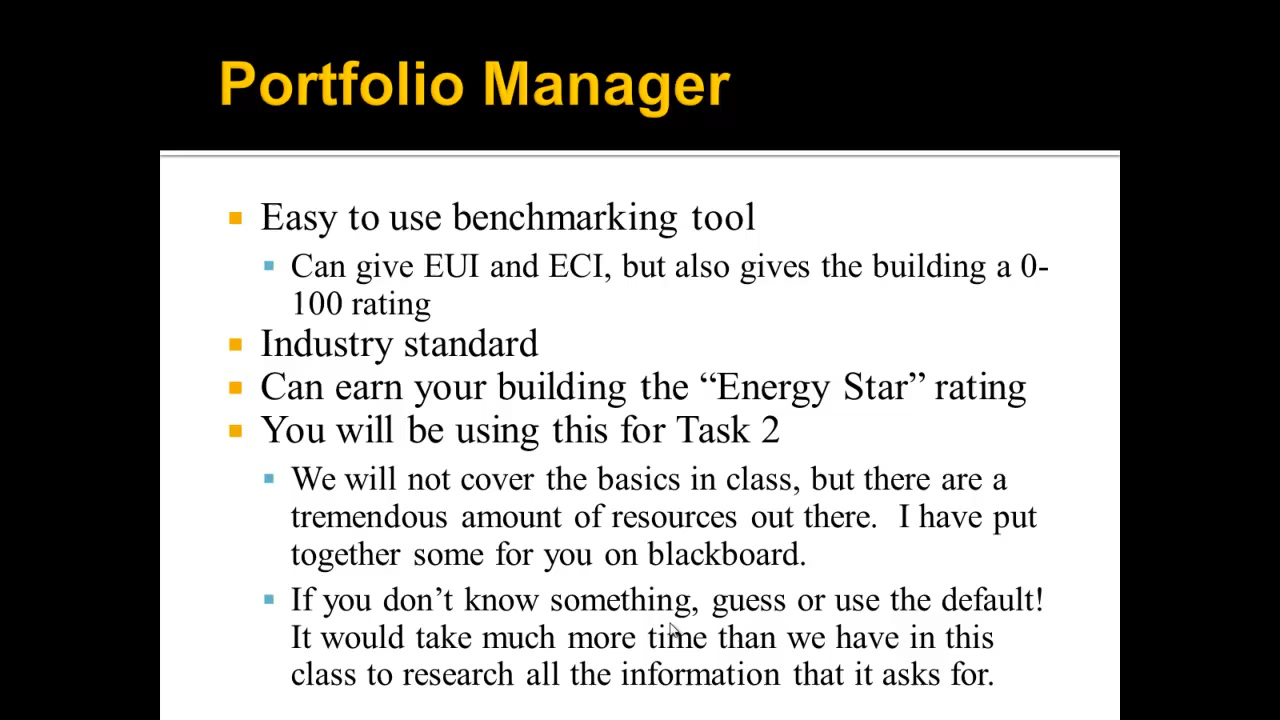 Portfolio Manager
Easy to use benchmarking tool
Can give EUI and ECI, but also gives the building a 0-
100 rating
Industry standard
Can earn your building the “Energy Star” rating
You will be using this for Task 2
We will not cover the basics in class, but there are a
tremendous amount of resources out there.  I have put
together some for you on blackboard.
If you don’t know something, guess or use the default!
It would take much more time than we have in this
class to research all the information that it asks for.